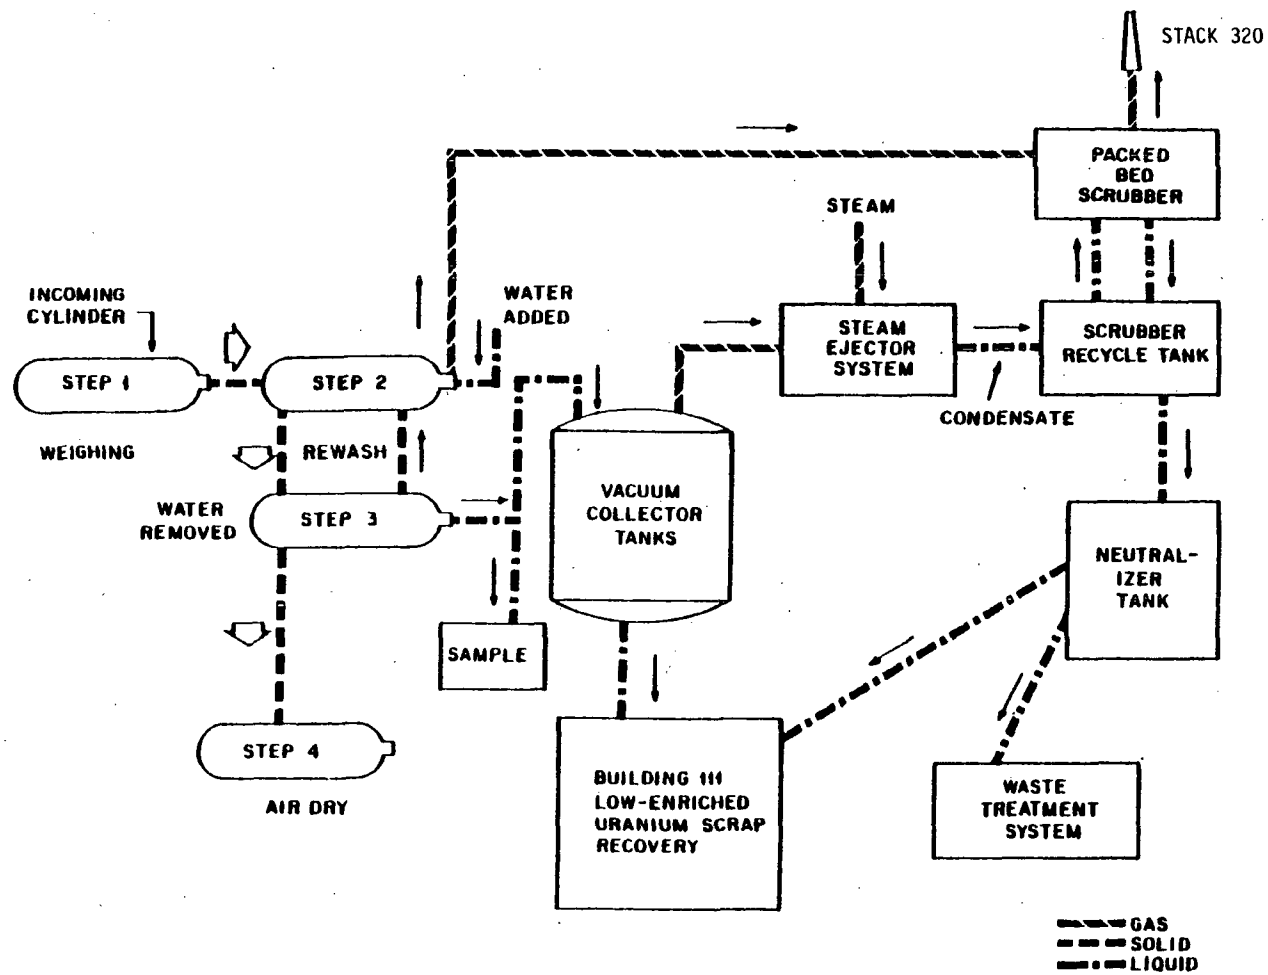 STACK 320
PACKED
BED
SCRUBBER
STEAM
INCOMING
CYLINDER
WATER
ADDED
STEP 1
STEP 2
STEAM
EJECTOR
SYSTEM
SCRUBBER
RECYCLE TANK
CONDENSATE
WEIGHING
REWASH
WATER
REMOVED
STEP 3
VACUUM
COLLECTOR
TANKS
NEUTRAL-
IZER
TANK
SAMPLE
STEP 4
AIR DRY
BUILDING 111
LOW-ENRICHED
URANIUM SCRAP
RECOVERY
WASTE
TREATMENT
SYSTEM
GAS
SOLID
LIQUID